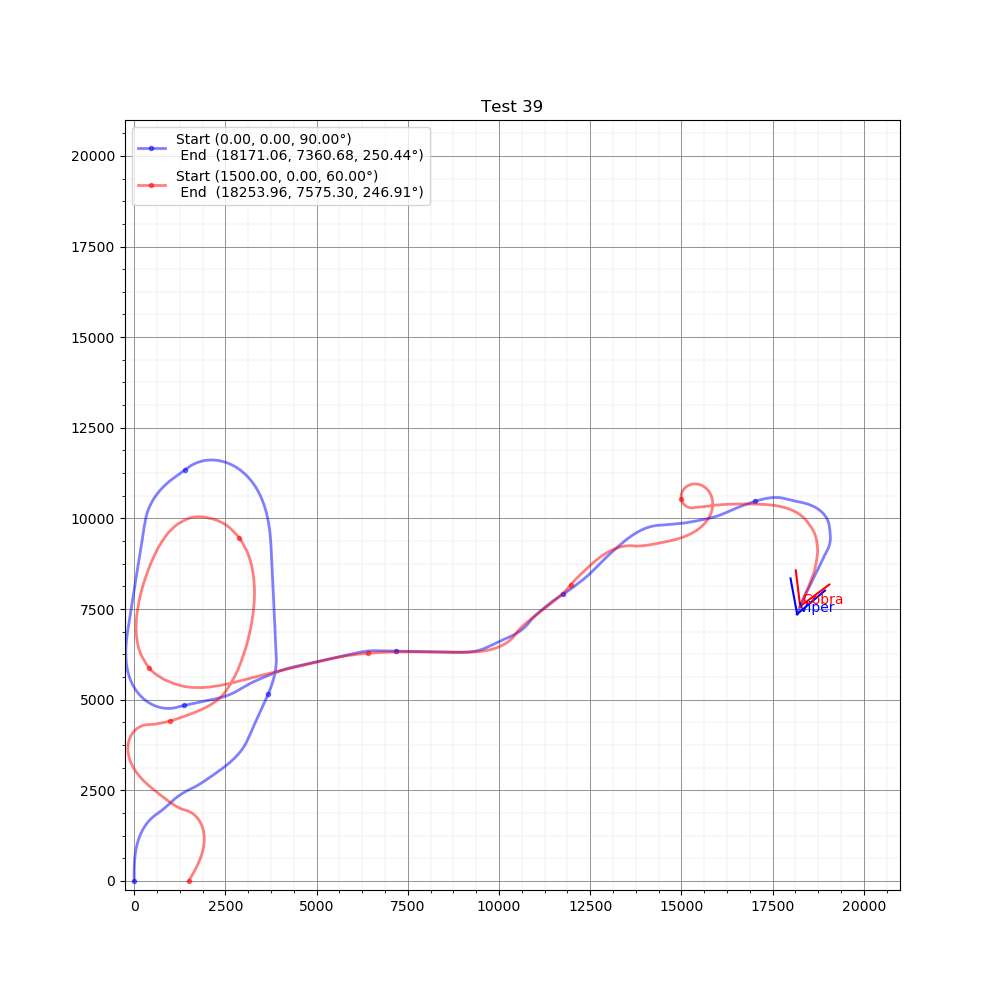 Test 39
Start (0.00, 0.00, 90.00°)
End (18171.06, 7360.68, 250.44°)
Start (1500.00, 0.00, 60.00°)
End (18253.96, 7575.30, 246.91°)
20000
17500
15000
12500
10000
7500
5000
2500
0
Cobra
Viper
0 2500 5000 7500 10000 12500 15000 17500 20000